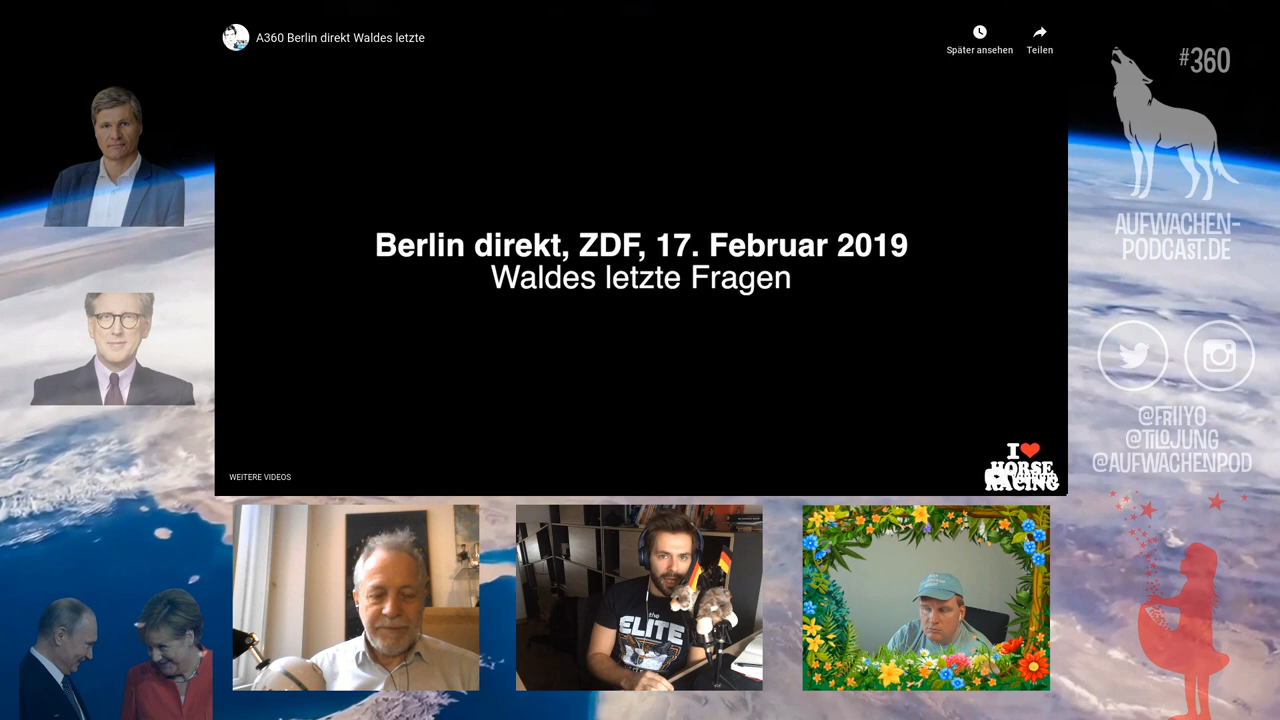 A360 Berlin direkt Waldes letzte
Später ansehen
Teilen
#360
Berlin direkt, ZDF, 17. Februar 2019
Waldes letzte Fragen
AUFWACHEN-
PODCAST.DE
@FRIIYO
@TILOJUNG
@AUFWACHENPOD
WEITERE VIDEOS
I
HORSE
RACING
the
ELITE